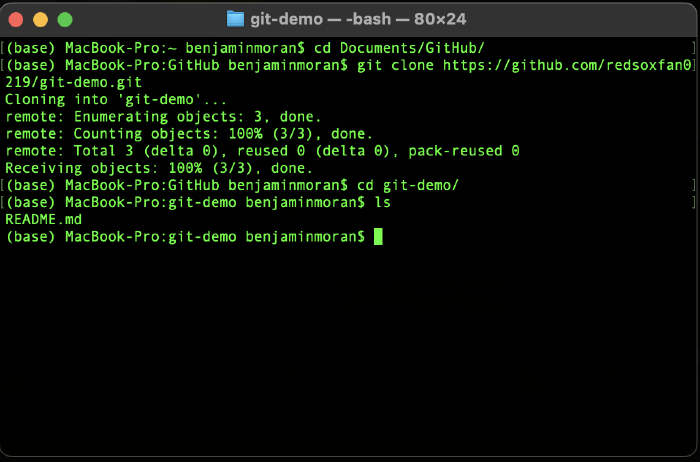 git-demo — -bash — 80×24
[(base) MacBook-Pro:~ benjaminmoran$ cd Documents/GitHub/ ]
[(base) MacBook-Pro:GitHub benjaminmoran$ git clone https://github.com/redsoxfan0]
219/git-demo.git
Cloning into 'git-demo'...
remote: Enumerating objects: 3, done.
remote: Counting objects: 100% (3/3), done.
remote: Total 3 (delta 0), reused 0 (delta 0), pack-reused 0
Receiving objects: 100% (3/3), done.
[(base) MacBook-Pro:GitHub benjaminmoran$ cd git-demo/ ]
[(base) MacBook-Pro:git-demo benjaminmoran$ ls ]
README.md
(base) MacBook-Pro:git-demo benjaminmoran$